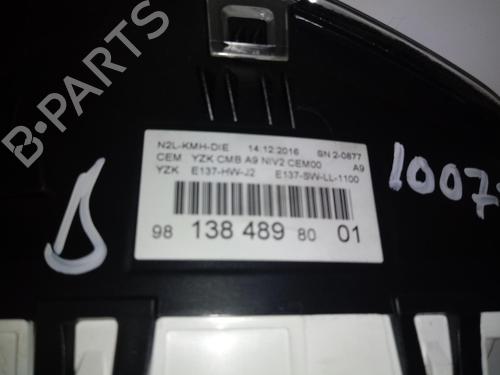 B-PARTS
N2L-KMH-DIE 14.12.2016 SN 2-0877
CEM YZK CMB A9 NIV2 CEM00 A9
YZK E137-HW-J2 E137-SW-LL-1100
98 138 489 80 01
1007